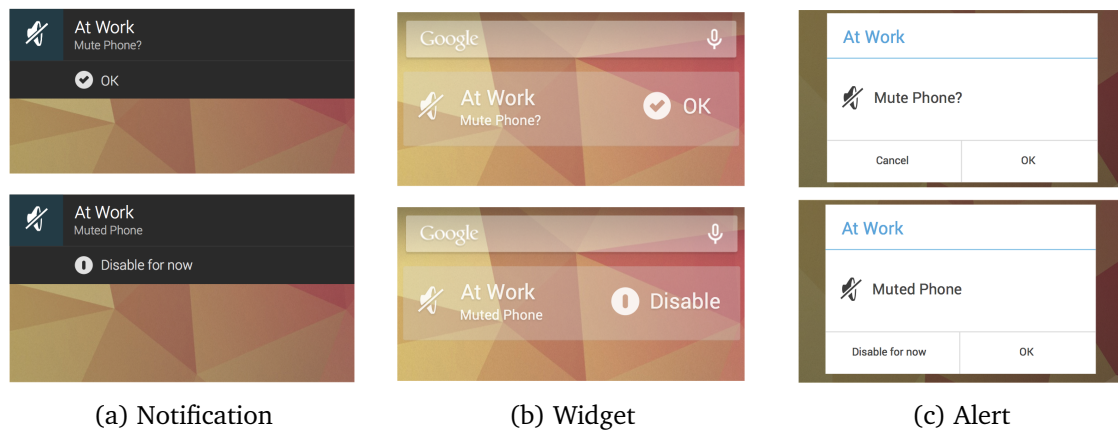 At Work
Mute Phone?
OK
At Work
Muted Phone
Disable for now
(a) Notification
Google
At Work
Mute Phone?
OK
Google
At Work
Muted Phone
Disable
(b) Widget
At Work
Mute Phone?
Cancel OK
At Work
Muted Phone
Disable for now OK
(c) Alert